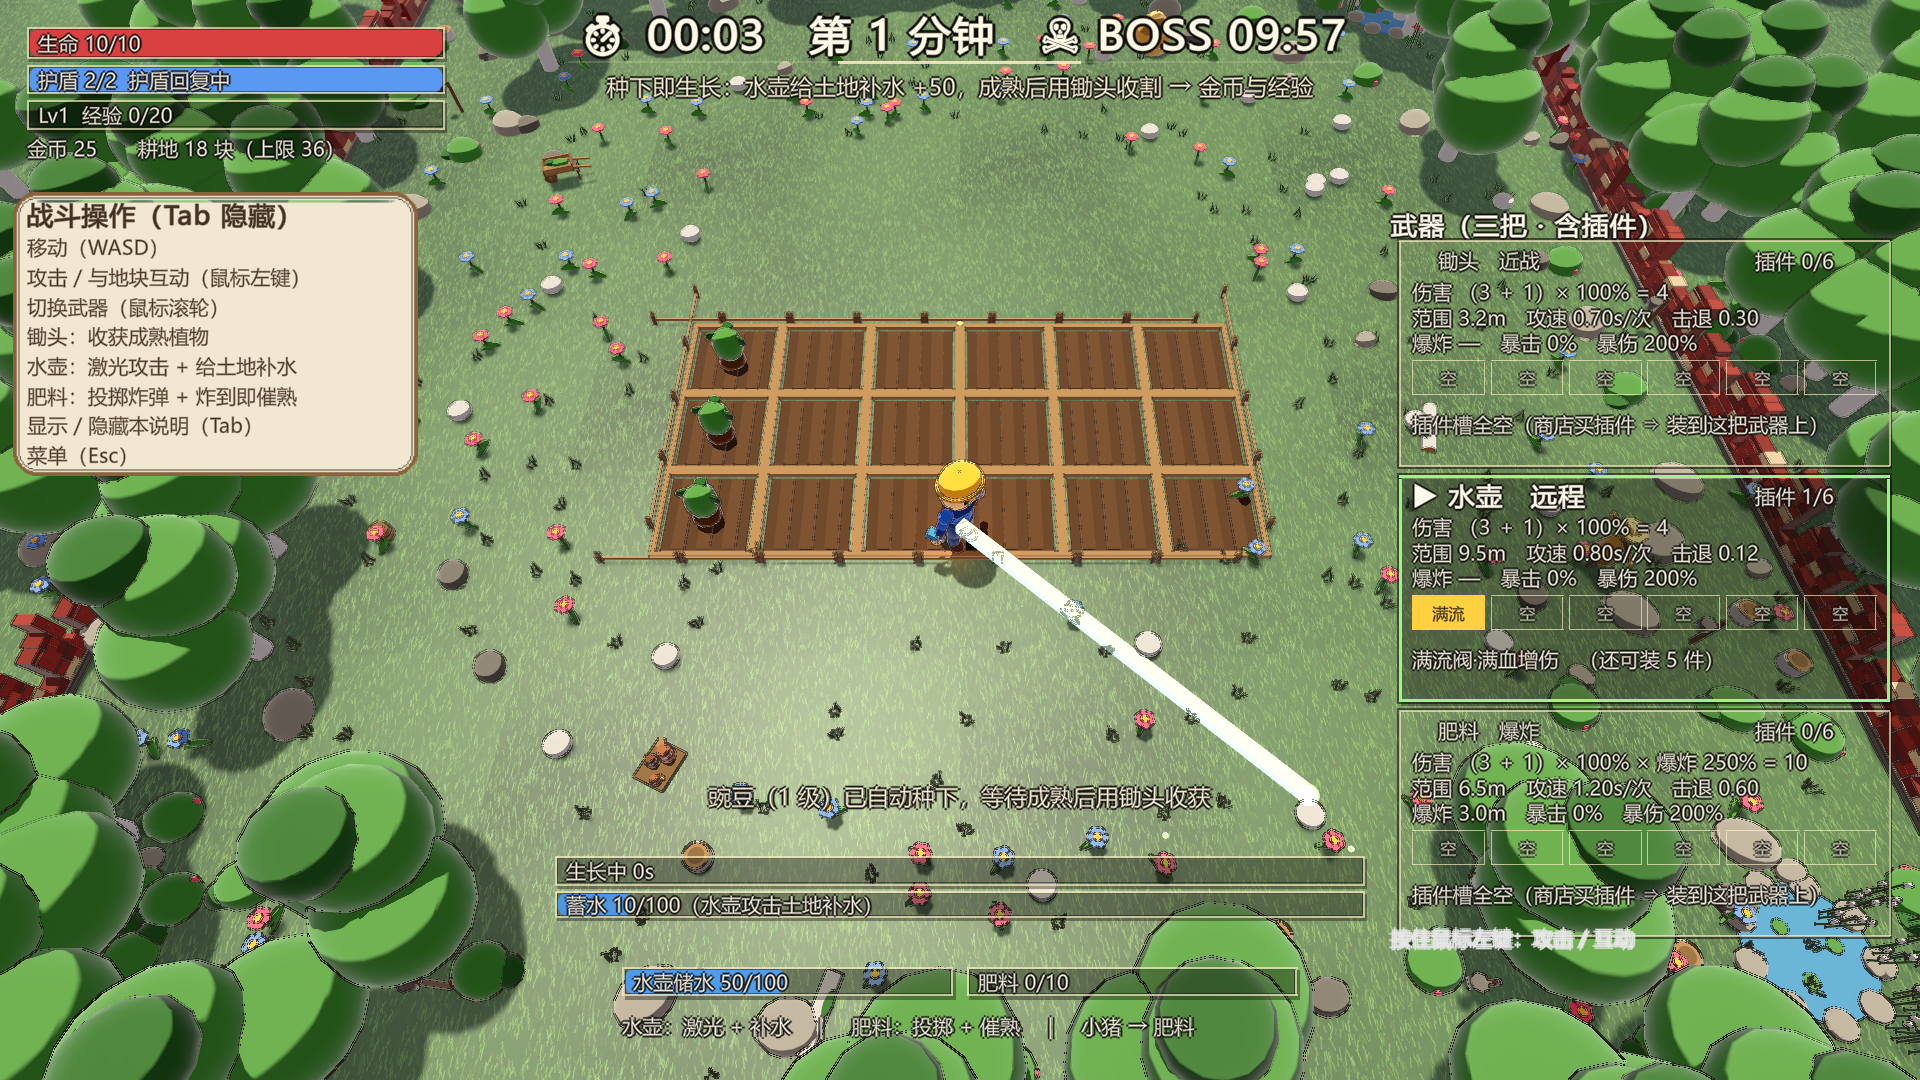 生命 10/10
护盾 2/2 护盾回复中
Lv1 经验 0/20
金币 25 耕地 18 块（上限 36）
00:03 第 1 分钟 BOSS 09:57
种下即生长：水壶给土地补水 +50，成熟后用锄头收割 → 金币与经验
战斗操作（Tab 隐藏）
移动（WASD）
攻击 / 与地块互动（鼠标左键）
切换武器（鼠标滚轮）
锄头：收获成熟植物
水壶：激光攻击 + 给土地补水
肥料：投掷炸弹 + 炸到即催熟
显示 / 隐藏本说明（Tab）
菜单（Esc）
武器（三把 · 含插件）
锄头 近战 插件 0/6
伤害 （3 + 1）× 100% = 4
范围 3.2m 攻速 0.70s/次 击退 0.30
爆炸 — 暴击 0% 暴伤 200%
空 空 空 空 空 空
插件槽全空（商店买插件 ⇒ 装到这把武器上）
▶ 水壶 远程 插件 1/6
伤害 （3 + 1）× 100% = 4
范围 9.5m 攻速 0.80s/次 击退 0.12
爆炸 — 暴击 0% 暴伤 200%
满流 空 空 空 空 空
满流阀·满血增伤 （还可装 5 件）
肥料 爆炸 插件 0/6
伤害 （3 + 1）× 100% × 爆炸 250% = 10
范围 6.5m 攻速 1.20s/次 击退 0.60
爆炸 3.0m 暴击 0% 暴伤 200%
空 空 空 空 空 空
插件槽全空（商店买插件 ⇒ 装到这把武器上）
按住鼠标左键：攻击 / 互动
豌豆（1 级）已自动种下，等待成熟后用锄头收获
生长中 0s
蓄水 10/100（水壶攻击土地补水）
水壶储水 50/100 肥料 0/10
水壶：激光 + 补水 | 肥料：投掷 + 催熟 | 小猪 → 肥料